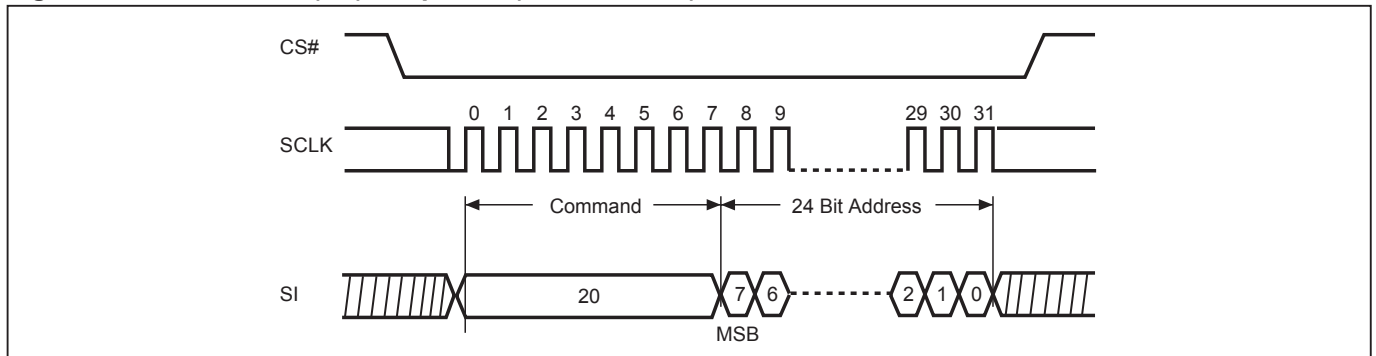 CS#
0 1 2 3 4 5 6 7 8 9 29 30 31
SCLK
Command 24 Bit Address
SI 20 7 6 2 1 0
MSB